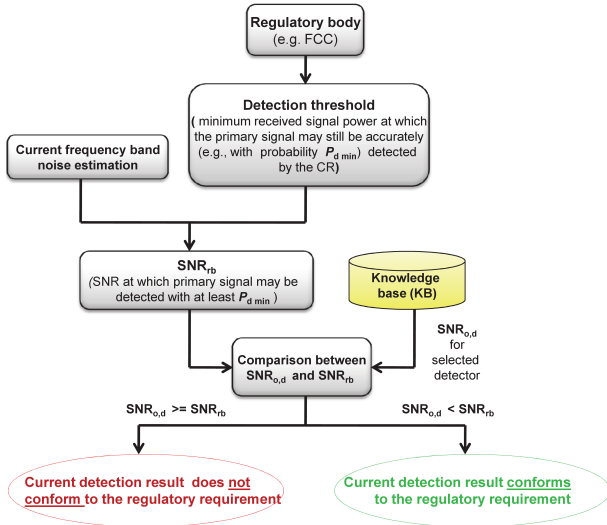 Regulatory body
(e.g. FCC)
Detection threshold
( minimum received signal power at which
the primary signal may still be accurately
(e.g., with probability Pd min) detected
by the CR)
Current frequency band
noise estimation
SNRrb
(SNR at which primary signal may be
detected with at least Pd min )
Knowledge
base (KB)
SNRo,d
for
selected
detector
Comparison between
SNRo,d and SNRrb
SNRo,d >= SNRrb
SNRo,d < SNRrb
Current detection result does not
conform to the regulatory requirement
Current detection result conforms
to the regulatory requirement